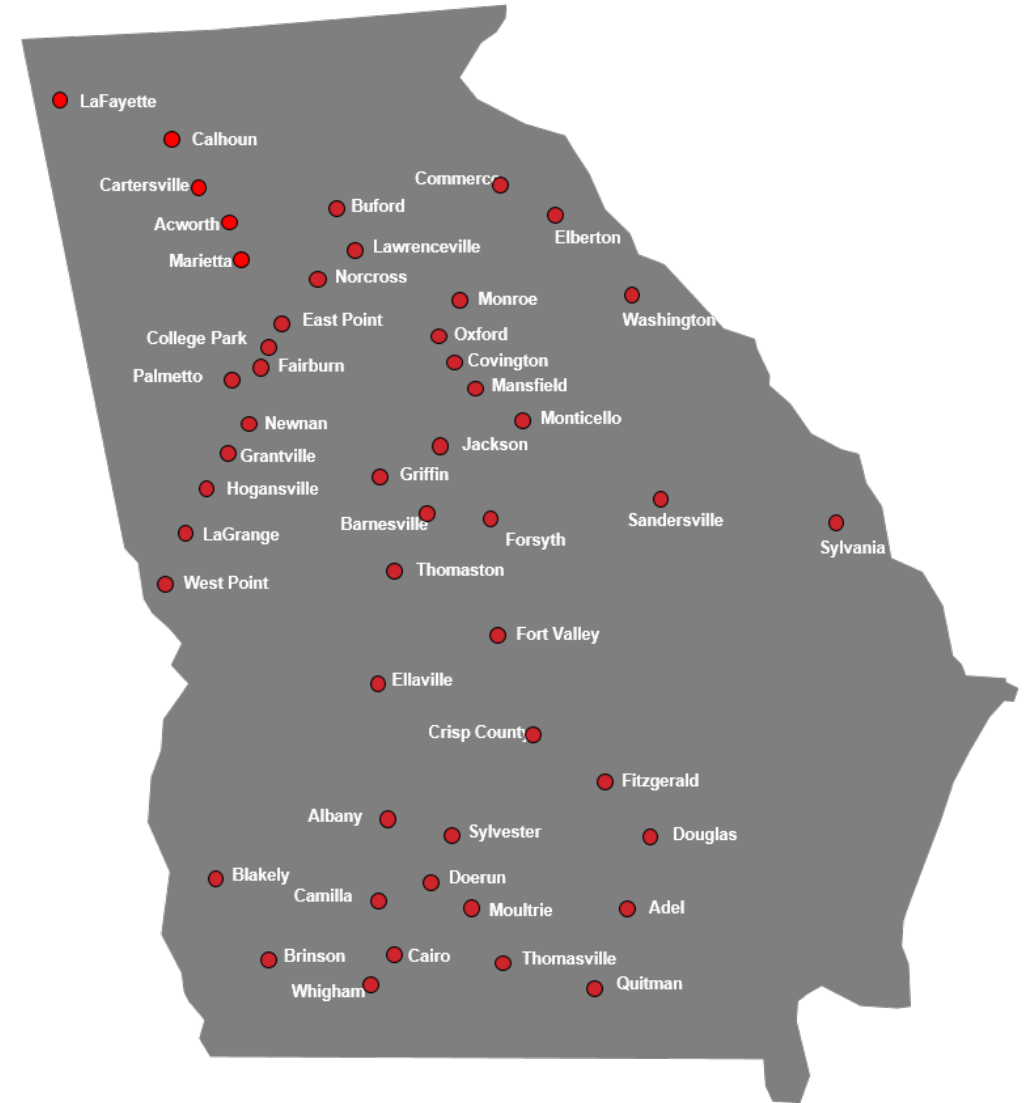 LaFayette
Calhoun
Commerce
Cartersville
Buford
Acworth
Elberton
Lawrenceville
Marietta
Norcross
Monroe
East Point
Washington
Oxford
College Park
Covington
Fairburn
Palmetto
Mansfield
Monticello
Newnan
Jackson
Grantville
Griffin
Hogansville
Sandersville
Barnesville
LaGrange
Forsyth
Sylvania
Thomaston
West Point
Fort Valley
Ellaville
Crisp County
Fitzgerald
Albany
Sylvester
Douglas
Blakely
Doerun
Camilla
Adel
Moultrie
Brinson
Cairo
Thomasville
Quitman
Whigham